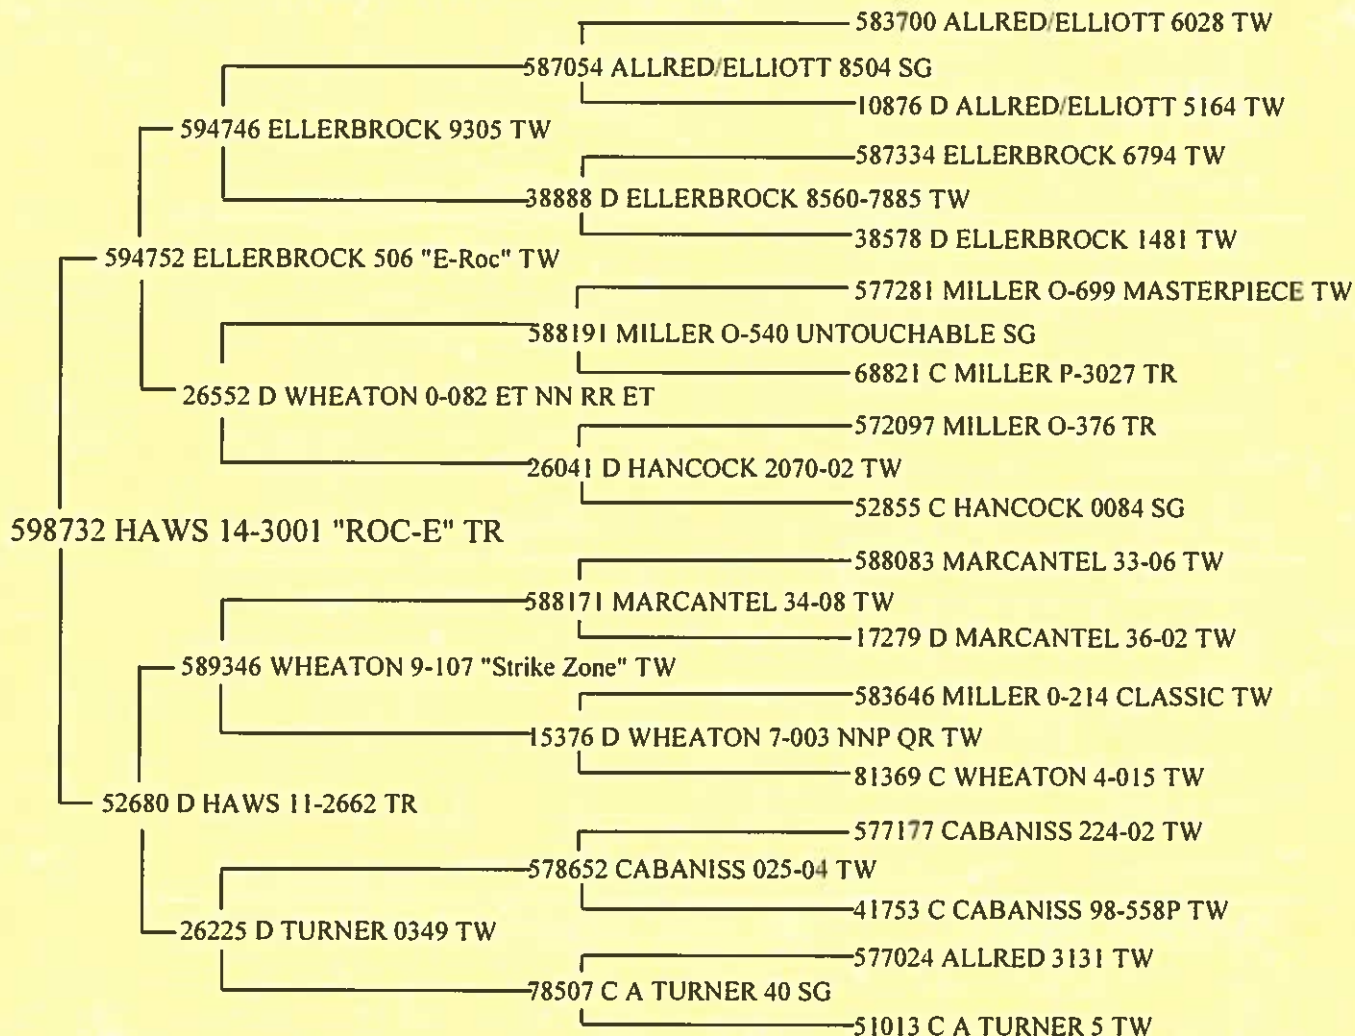 583700 ALLRED/ELLIOTT 6028 TW
587054 ALLRED/ELLIOTT 8504 SG
10876 D ALLRED/ELLIOTT 5164 TW
594746 ELLERBROCK 9305 TW
587334 ELLERBROCK 6794 TW
38888 D ELLERBROCK 8560-7885 TW
38578 D ELLERBROCK 1481 TW
594752 ELLERBROCK 506 "E-Roc" TW
577281 MILLER O-699 MASTERPIECE TW
588191 MILLER O-540 UNTOUCHABLE SG
68821 C MILLER P-3027 TR
26552 D WHEATON 0-082 ET NN RR ET
572097 MILLER O-376 TR
26041 D HANCOCK 2070-02 TW
52855 C HANCOCK 0084 SG
598732 HAWS 14-3001 "ROC-E" TR
588083 MARCANTEL 33-06 TW
588171 MARCANTEL 34-08 TW
17279 D MARCANTEL 36-02 TW
589346 WHEATON 9-107 "Strike Zone" TW
583646 MILLER 0-214 CLASSIC TW
15376 D WHEATON 7-003 NNP QR TW
81369 C WHEATON 4-015 TW
52680 D HAWS 11-2662 TR
577177 CABANISS 224-02 TW
578652 CABANISS 025-04 TW
41753 C CABANISS 98-558P TW
26225 D TURNER 0349 TW
577024 ALLRED 3131 TW
78507 C A TURNER 40 SG
51013 C A TURNER 5 TW